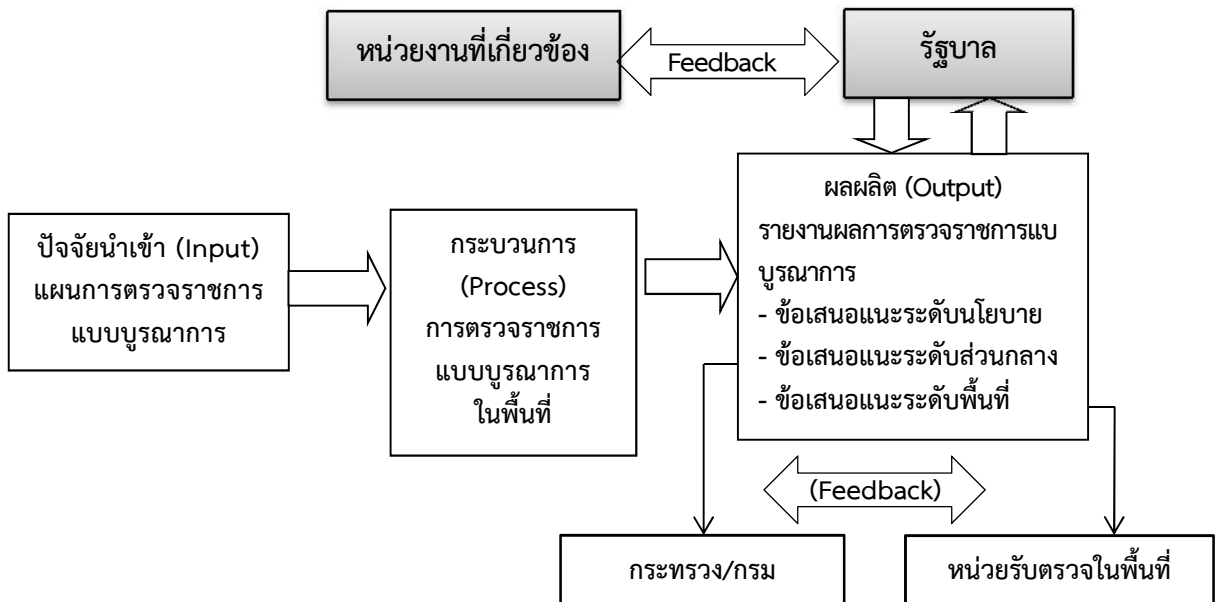 หน่วยงานที่เกี่ยวข้อง
Feedback
รัฐบาล
ปัจจัยนำเข้า (Input)
แผนการตรวจราชการ
แบบบูรณาการ
กระบวนการ
(Process)
การตรวจราชการ
แบบบูรณาการ
ในพื้นที่
ผลผลิต (Output)
รายงานผลการตรวจราชการแบ
บูรณาการ
- ข้อเสนอแนะระดับนโยบาย
- ข้อเสนอแนะระดับส่วนกลาง
- ข้อเสนอแนะระดับพื้นที่
(Feedback)
กระทรวง/กรม
หน่วยรับตรวจในพื้นที่